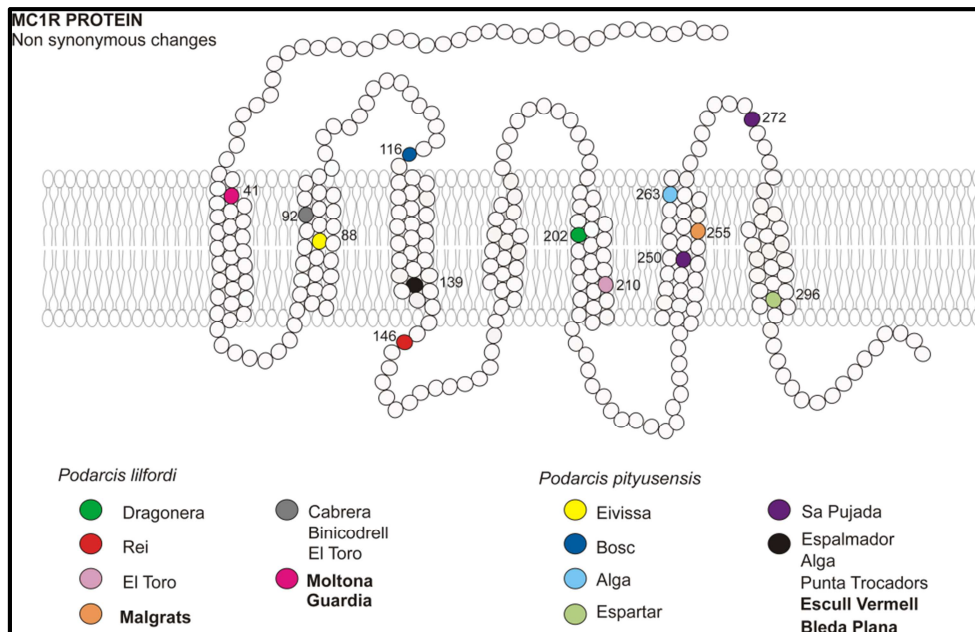 MC1R PROTEIN
Non synonymous changes
272
116
41
263
92
88
202
255
250
139
210
296
146
Podarcis lilfordi
Dragonera
Rei
El Toro
Malgrats
Cabrera
Binicodrell
El Toro
Moltona
Guardia
Podarcis pityusensis
Eivissa
Bosc
Alga
Espartar
Sa Pujada
Espalmador
Alga
Punta Trocadors
Escull Vermell
Bleda Plana